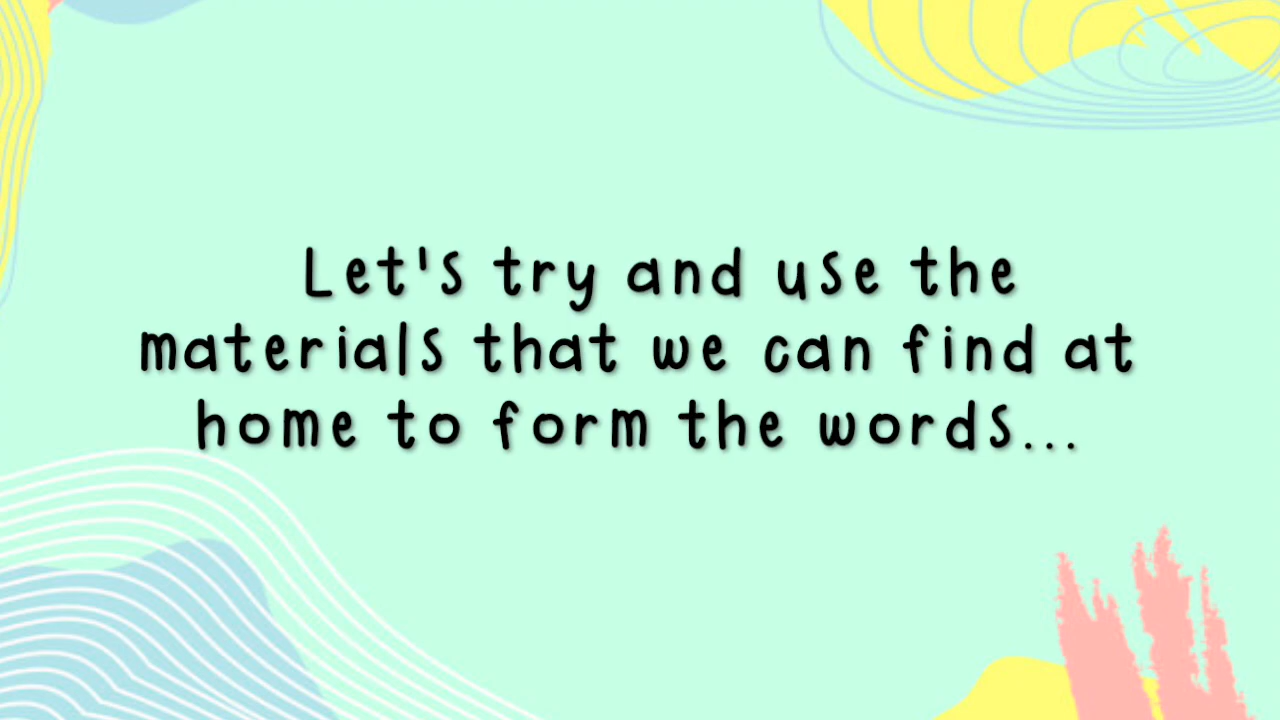 Let's try and use the
materials that we can find at
home to form the words...